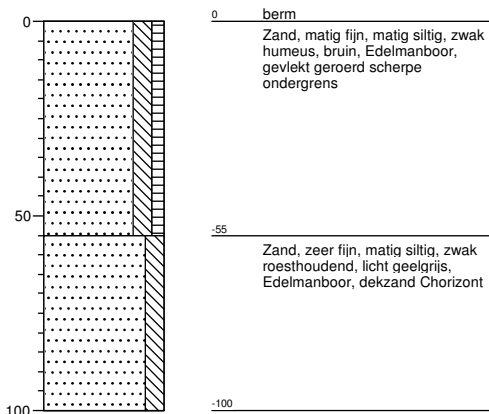 0
50
100
0 berm
Zand, matig fijn, matig siltig, zwak
humeus, bruin, Edelmanboor,
gevlekt geroerd scherpe
ondergrens
-55
Zand, zeer fijn, matig siltig, zwak
roesthoudend, licht geelgrijs,
Edelmanboor, dekzand Chorizont
-100